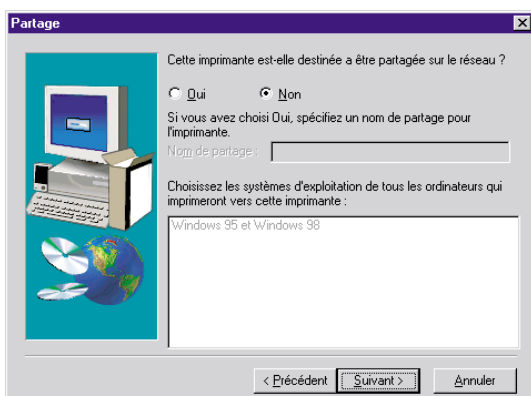 Partage
Cette imprimante est-elle destinée a être partagée sur le réseau ?
Oui
Non
Si vous avez choisi Oui, spécifiez un nom de partage pour
l'imprimante.
Nom de partage :
Choisissez les systèmes d'exploitation de tous les ordinateurs qui
imprimeront vers cette imprimante :
Windows 95 et Windows 98
< Précédent
Suivant >
Annuler